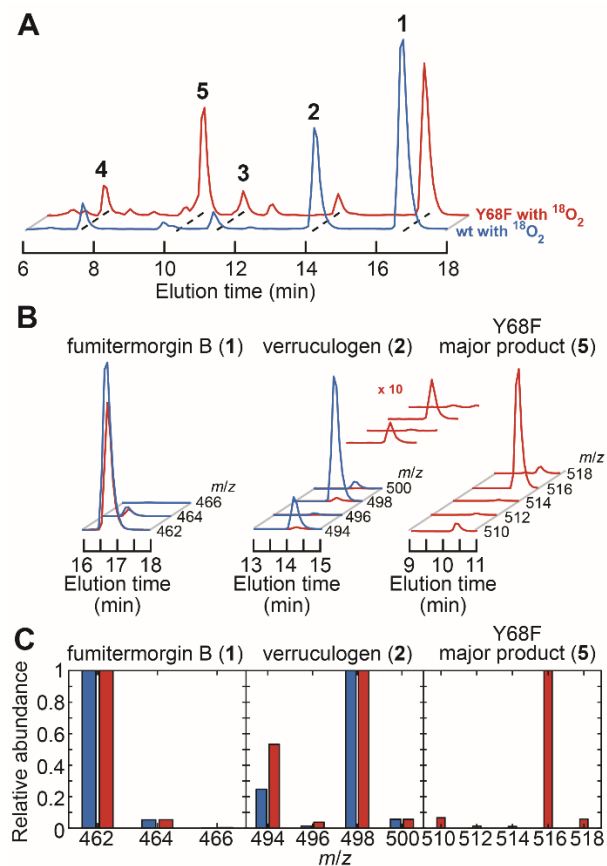 A
1
5
2
4
3
Y68F with ¹⁸O₂
wt with ¹⁸O₂
6 8 10 12 14 16 18
Elution time (min)
B
fumitermorgin B (1)
verruculogen (2)
Y68F
major product (5)
x 10
m/z
466
464
462
16 17 18
Elution time
(min)
m/z
500
498
496
494
13 14 15
Elution time
(min)
m/z
518
516
514
512
510
9 10 11
Elution time
(min)
C
fumitermorgin B (1)
verruculogen (2)
Y68F
major product (5)
Relative abundance
1
0.8
0.6
0.4
0.2
0
462 464 466
494 496 498 500
510 512 514 516 518
m/z